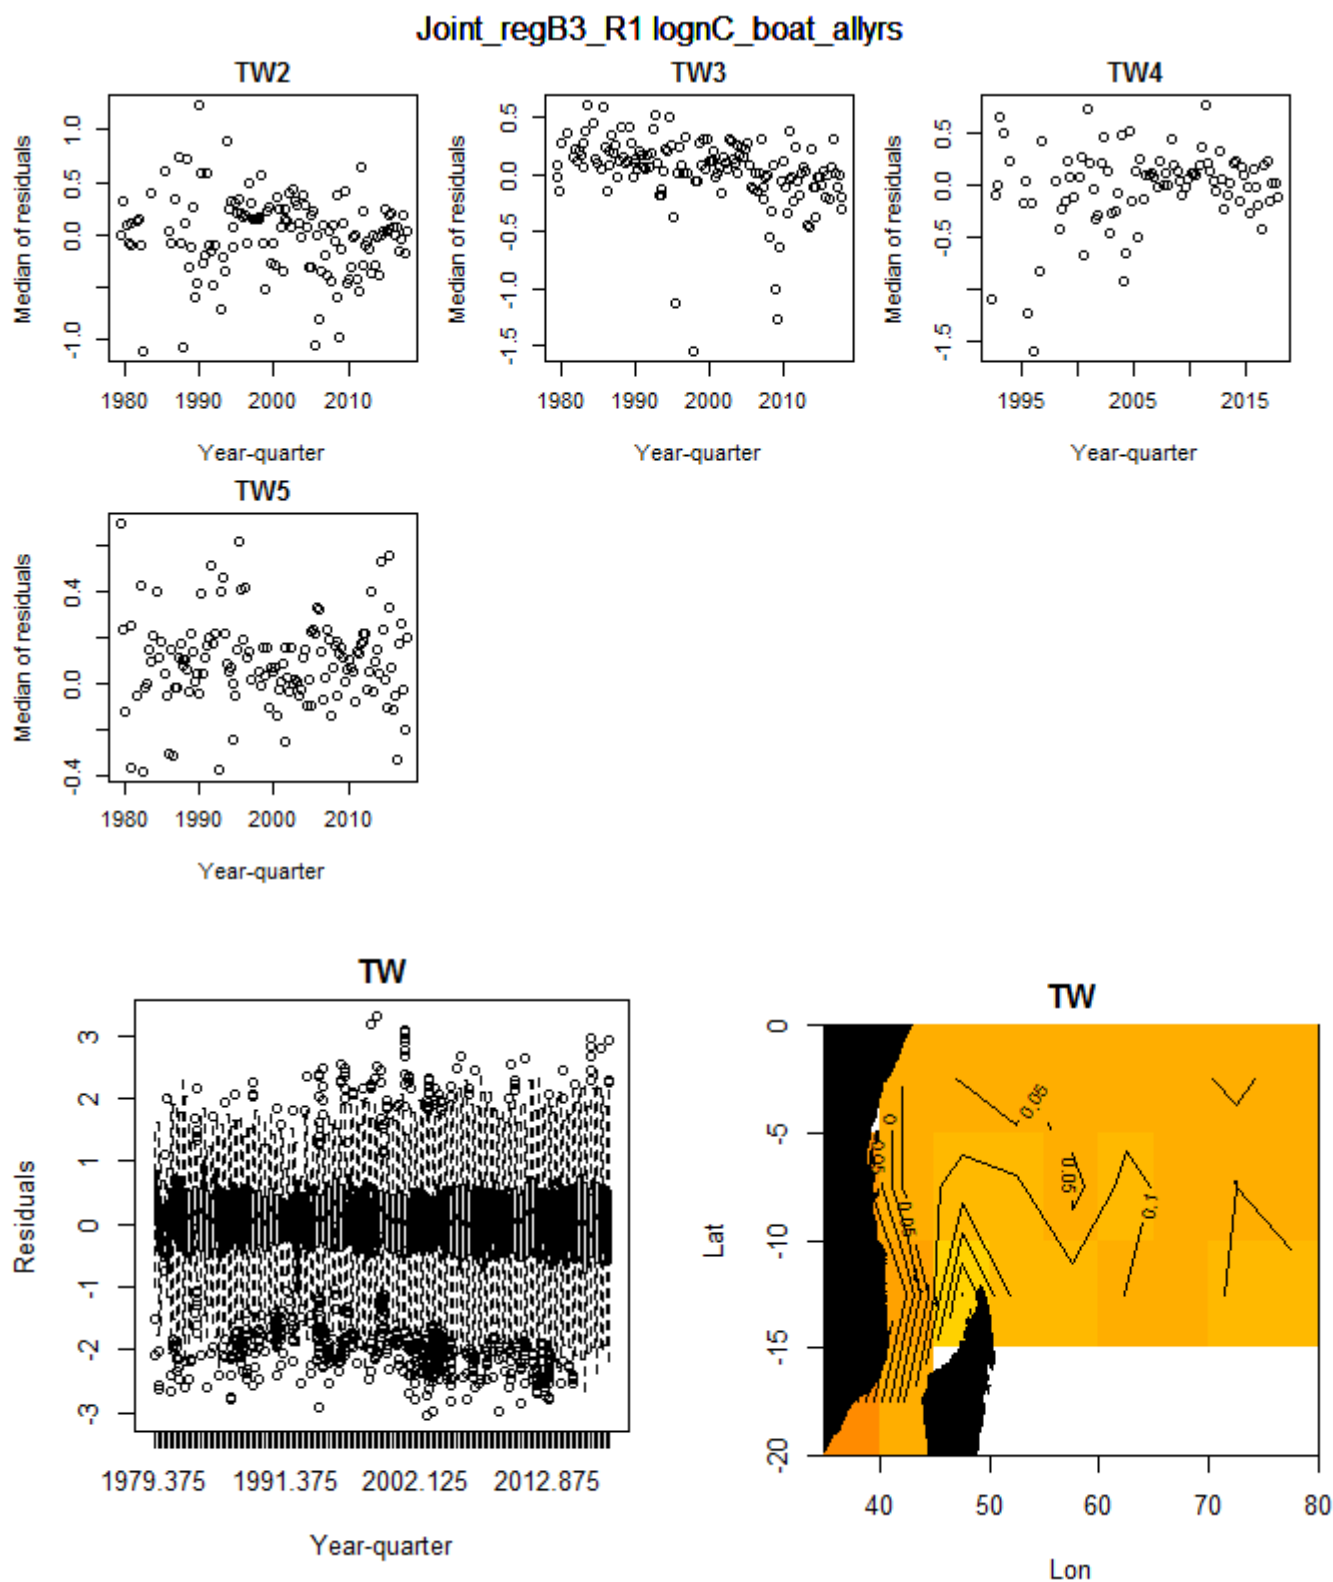 Joint_regB3_R1 lognC_boat_allyrs
TW2
TW3
TW4
Median of residuals
1.0
0.5
0.0
-1.0
1980 1990 2000 2010
Year-quarter
Median of residuals
0.5
0.0
-0.5
-1.0
-1.5
1980 1990 2000 2010
Year-quarter
Median of residuals
0.5
0.0
-0.5
-1.5
1995 2005 2015
Year-quarter
TW5
Median of residuals
0.4
0.0
-0.4
1980 1990 2000 2010
Year-quarter
TW
Residuals
3
2
1
0
-1
-2
-3
1979.375 1991.375 2002.125 2012.875
Year-quarter
TW
Lat
0
-5
-10
-15
-20
0.05
0
0.05
0.05
0.05
0.1
40 50 60 70 80
Lon